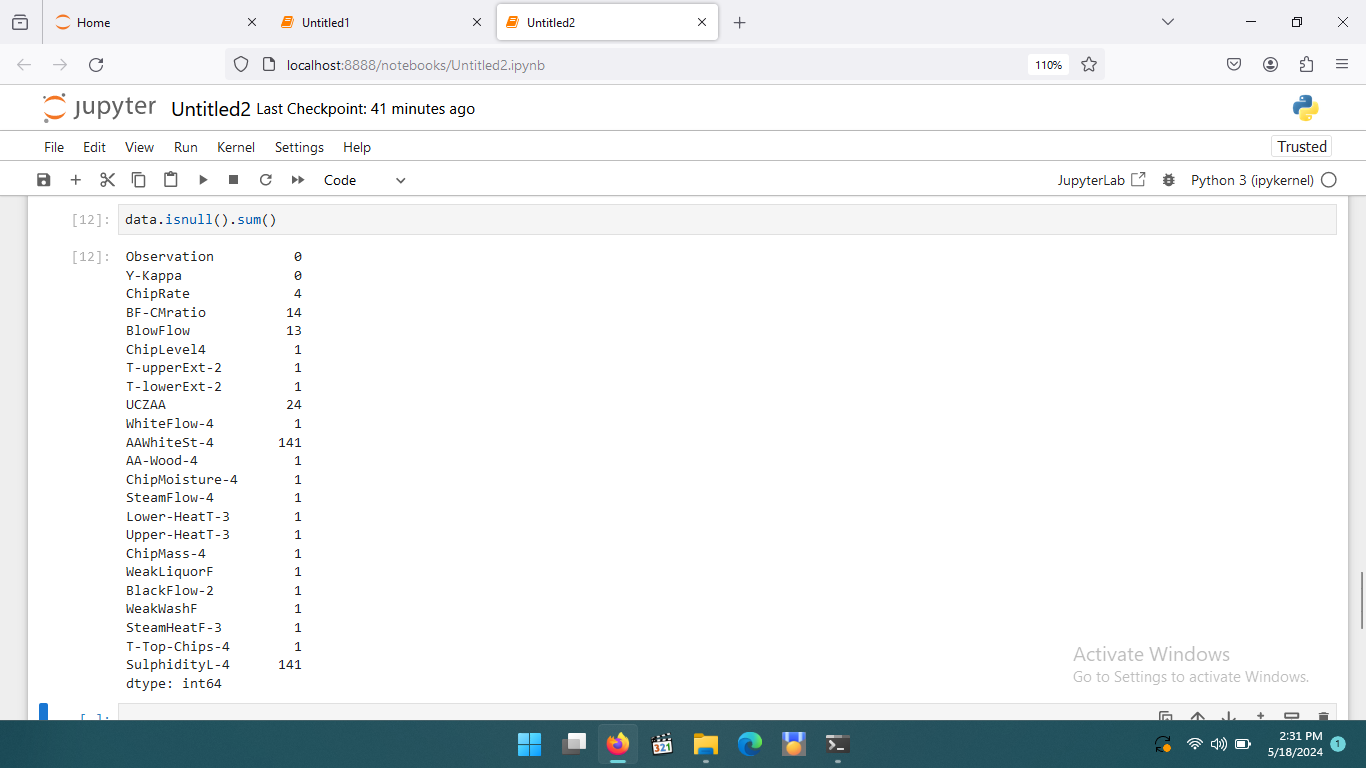 Home
Untitled1
Untitled2
localhost:8888/notebooks/Untitled2.ipynb
110%
jupyter Untitled2 Last Checkpoint: 41 minutes ago
File Edit View Run Kernel Settings Help
Trusted
Code
JupyterLab
Python 3 (ipykernel)
[12]: data.isnull().sum()
[12]: Observation 0
Y-Kappa 0
ChipRate 4
BF-CMratio 14
BlowFlow 13
ChipLevel4 1
T-upperExt-2 1
T-lowerExt-2 1
UCZAA 24
WhiteFlow-4 1
AAWhiteSt-4 141
AA-Wood-4 1
ChipMoisture-4 1
SteamFlow-4 1
Lower-HeatT-3 1
Upper-HeatT-3 1
ChipMass-4 1
WeakLiquorF 1
BlackFlow-2 1
WeakWashF 1
SteamHeatF-3 1
T-Top-Chips-4 1
SulphidityL-4 141
dtype: int64
Activate Windows
Go to Settings to activate Windows.
[ ]:
321
2:31 PM
5/18/2024
1